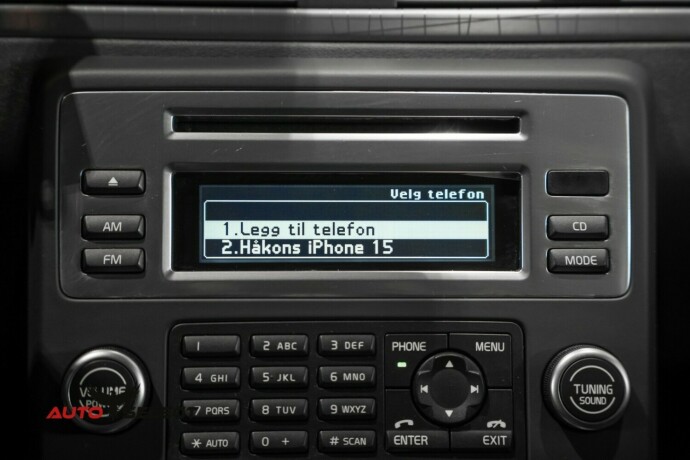 Velg telefon
1.Legg til telefon
2.Håkons iPhone 15
AM
FM
CD
MODE
1
2 ABC
3 DEF
PHONE
MENU
4 GHI
5 JKL
6 MNO
7 PQRS
8 TUV
9 WXYZ
* AUTO
0 +
# SCAN
ENTER
EXIT
VOLUME
TUNING
SOUND
AUTO